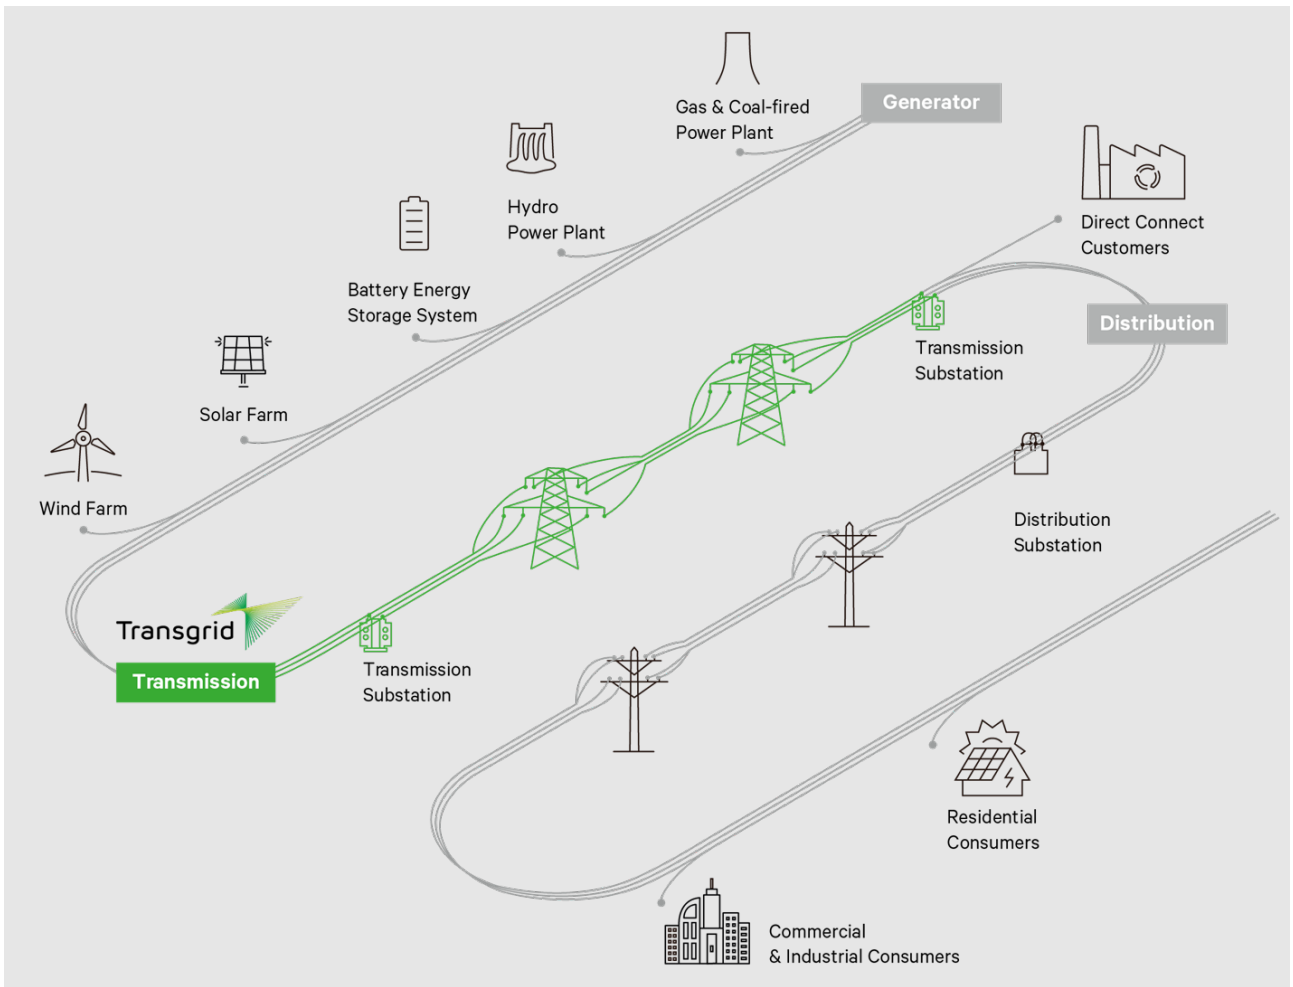 Gas & Coal-fired
Power Plant
Generator
Hydro
Power Plant
Direct Connect
Customers
Battery Energy
Storage System
Distribution
Transmission
Substation
Solar Farm
Wind Farm
Distribution
Substation
Transgrid
Transmission
Transmission
Substation
Residential
Consumers
Commercial
& Industrial Consumers